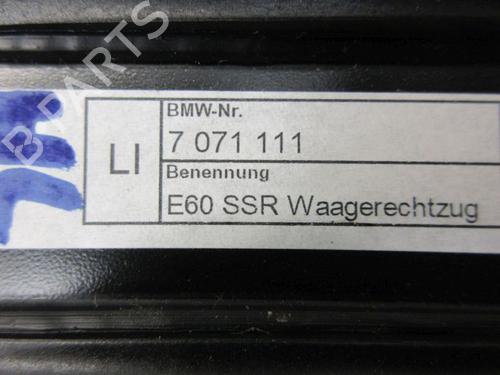 B PARTS
LI
BMW-Nr.
7 071 111
Benennung
E60 SSR Waagerechtzug